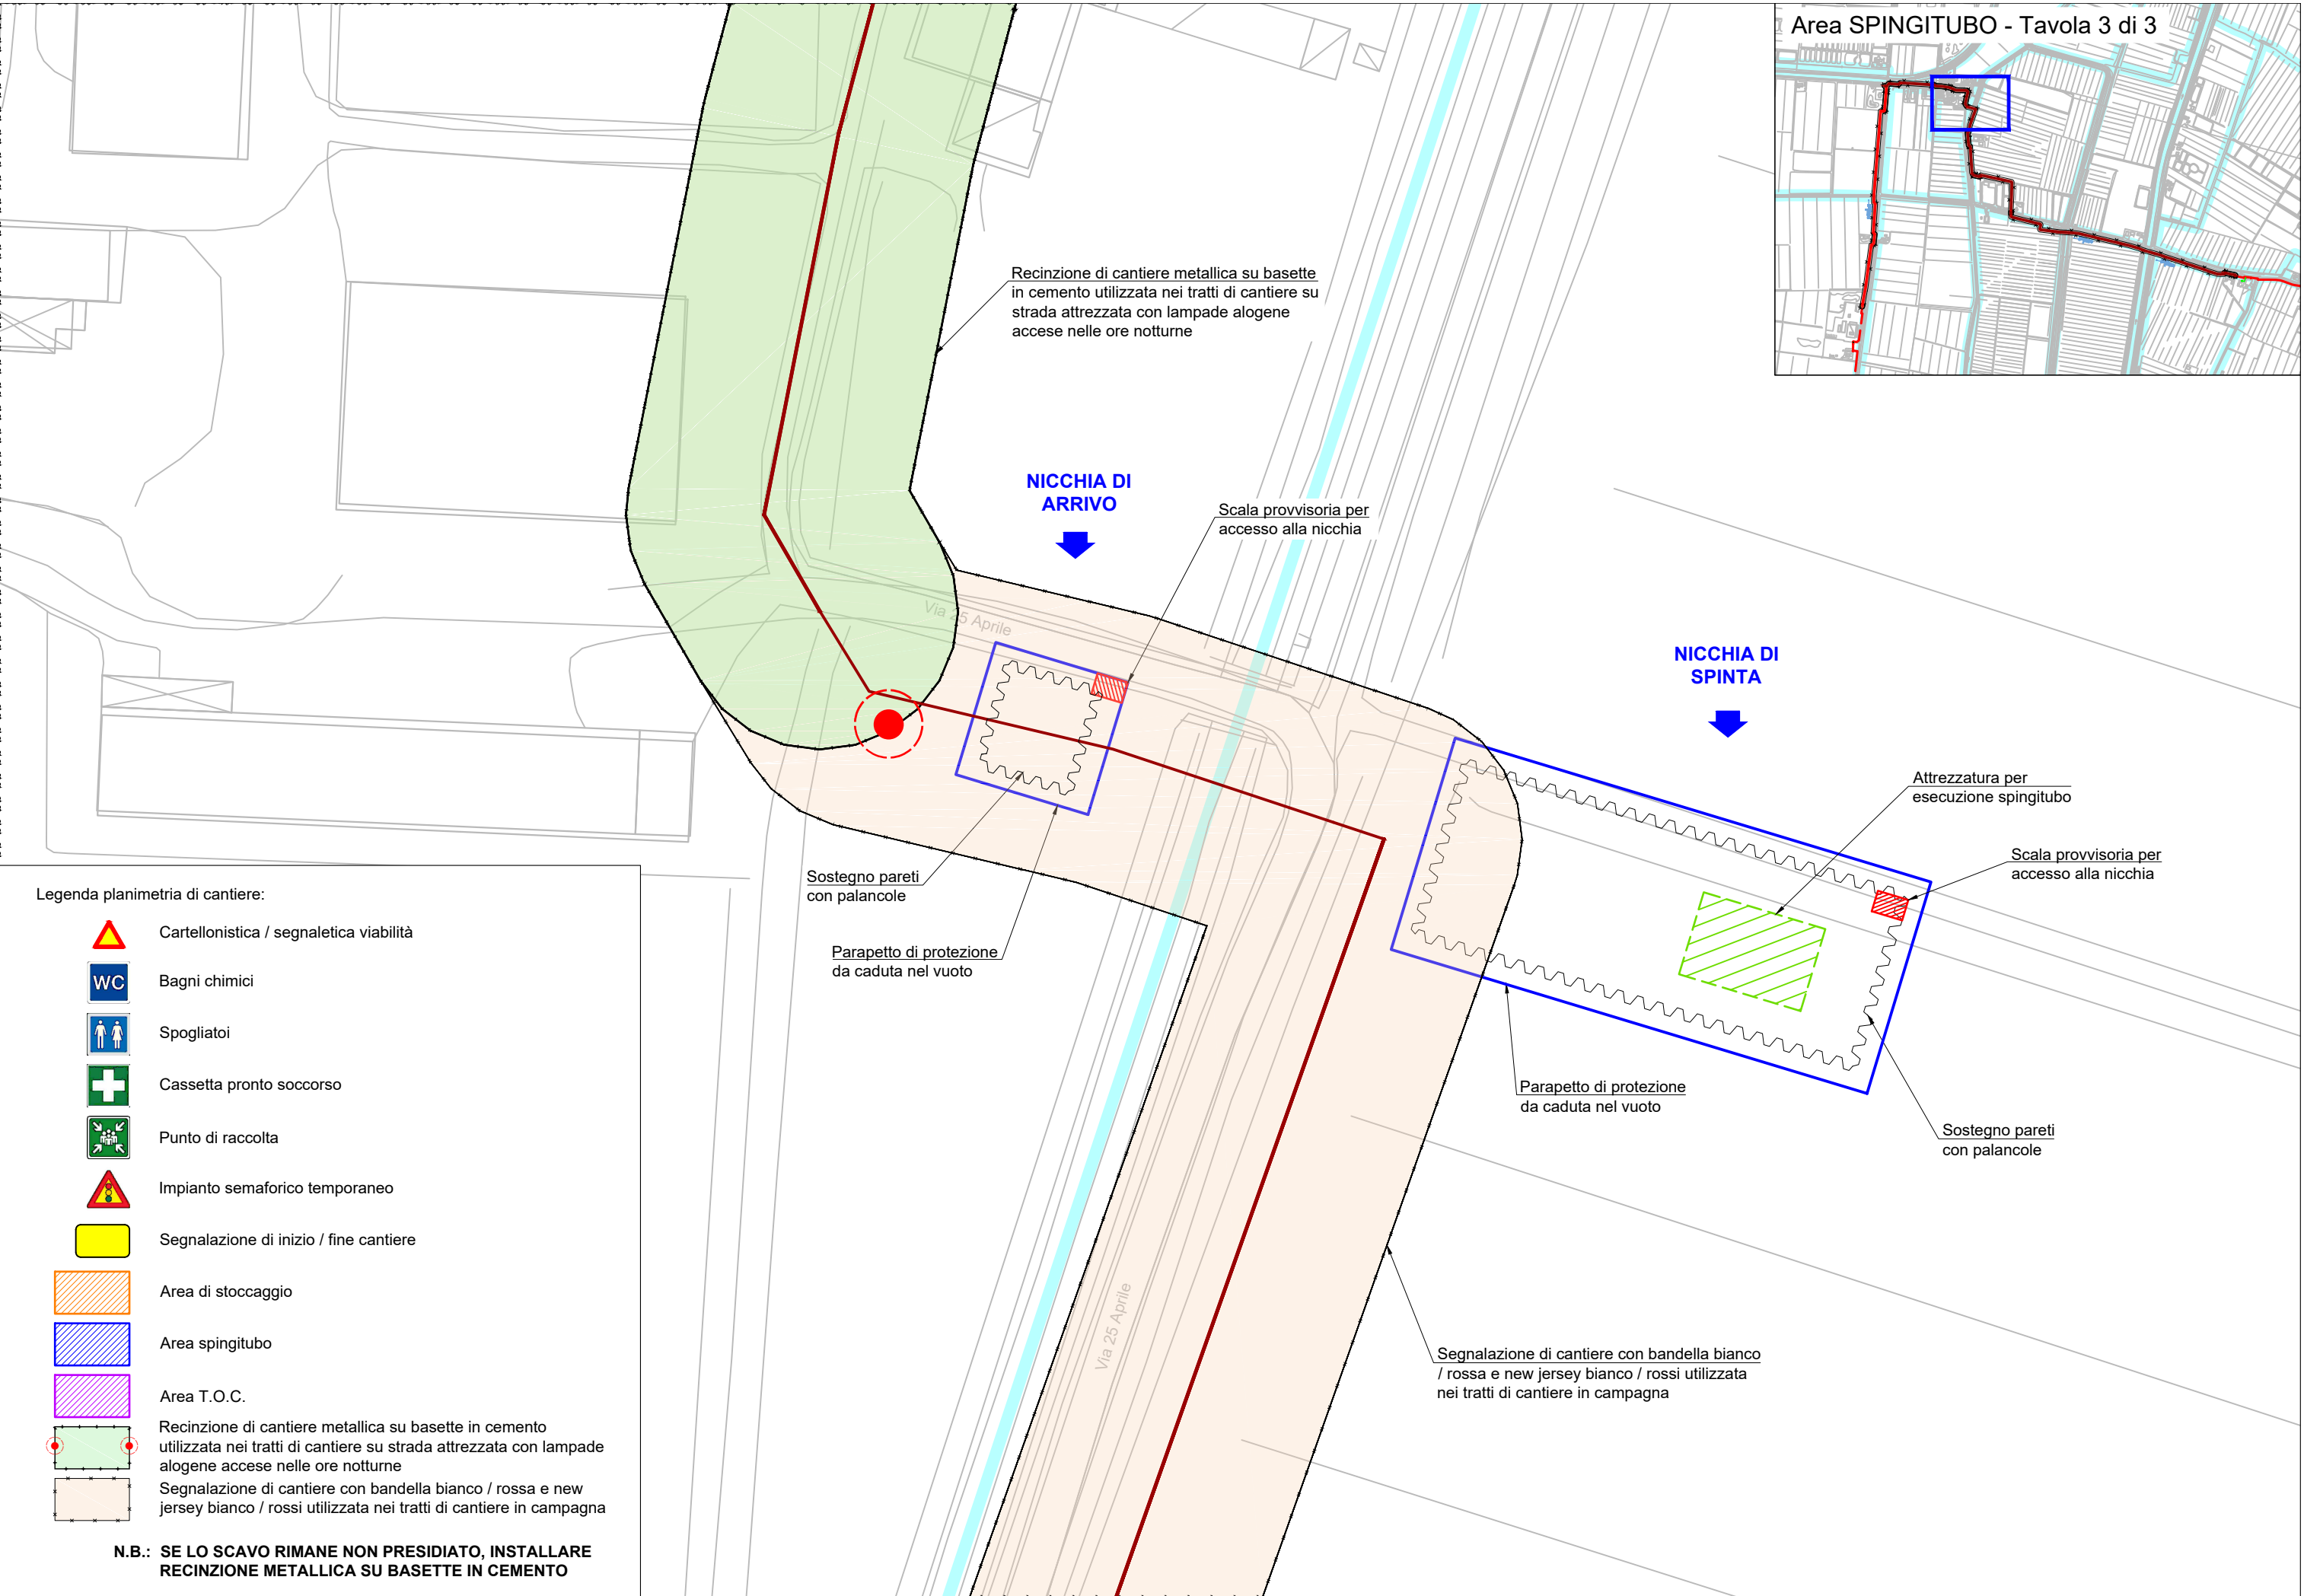 Area SPINGITUBO - Tavola 3 di 3
Recinzione di cantiere metallica su basette
in cemento utilizzata nei tratti di cantiere su
strada attrezzata con lampade alogene
accese nelle ore notturne
NICCHIA DI
ARRIVO
Scala provvisoria per
accesso alla nicchia
Via 25 Aprile
NICCHIA DI
SPINTA
Attrezzatura per
esecuzione spingitubo
Scala provvisoria per
accesso alla nicchia
Sostegno pareti
con palancole
Parapetto di protezione
da caduta nel vuoto
Parapetto di protezione
da caduta nel vuoto
Sostegno pareti
con palancole
Via 25 Aprile
Segnalazione di cantiere con bandella bianco
/ rossa e new jersey bianco / rossi utilizzata
nei tratti di cantiere in campagna
Legenda planimetria di cantiere:
Cartellonistica / segnaletica viabilità
WC
Bagni chimici
Spogliatoi
Cassetta pronto soccorso
Punto di raccolta
Impianto semaforico temporaneo
Segnalazione di inizio / fine cantiere
Area di stoccaggio
Area spingitubo
Area T.O.C.
Recinzione di cantiere metallica su basette in cemento
utilizzata nei tratti di cantiere su strada attrezzata con lampade
alogene accese nelle ore notturne
Segnalazione di cantiere con bandella bianco / rossa e new
jersey bianco / rossi utilizzata nei tratti di cantiere in campagna
N.B.: SE LO SCAVO RIMANE NON PRESIDIATO, INSTALLARE
RECINZIONE METALLICA SU BASETTE IN CEMENTO